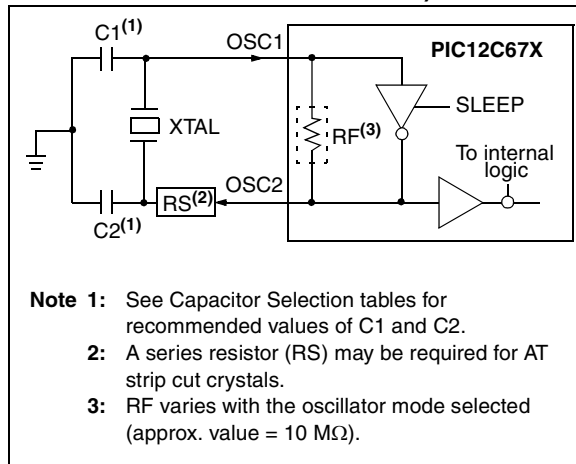 C1(1)
OSC1
PIC12C67X
SLEEP
XTAL
RF(3)
To internal
logic
OSC2
RS(2)
C2(1)
Note 1: See Capacitor Selection tables for
recommended values of C1 and C2.
2: A series resistor (RS) may be required for AT
strip cut crystals.
3: RF varies with the oscillator mode selected
(approx. value = 10 MΩ).